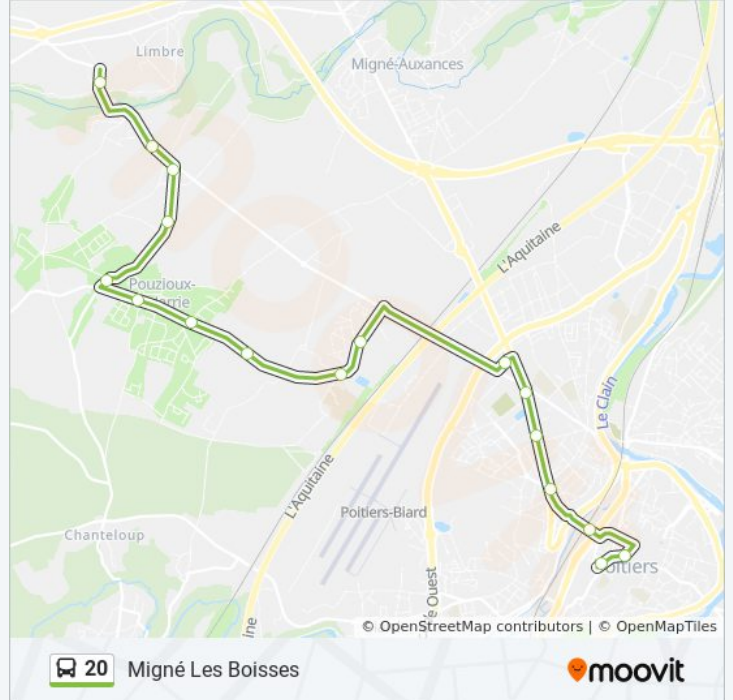 Limbre
Migné-Auxances
L'Aquitaine
Pouzioux-
Le Clain
L'Aquitaine
Poitiers-Biard
Chanteloup
oitiers
Ouest
ine
© OpenStreetMap contributors | © OpenMapTiles
20 Migné Les Boisses
moovit